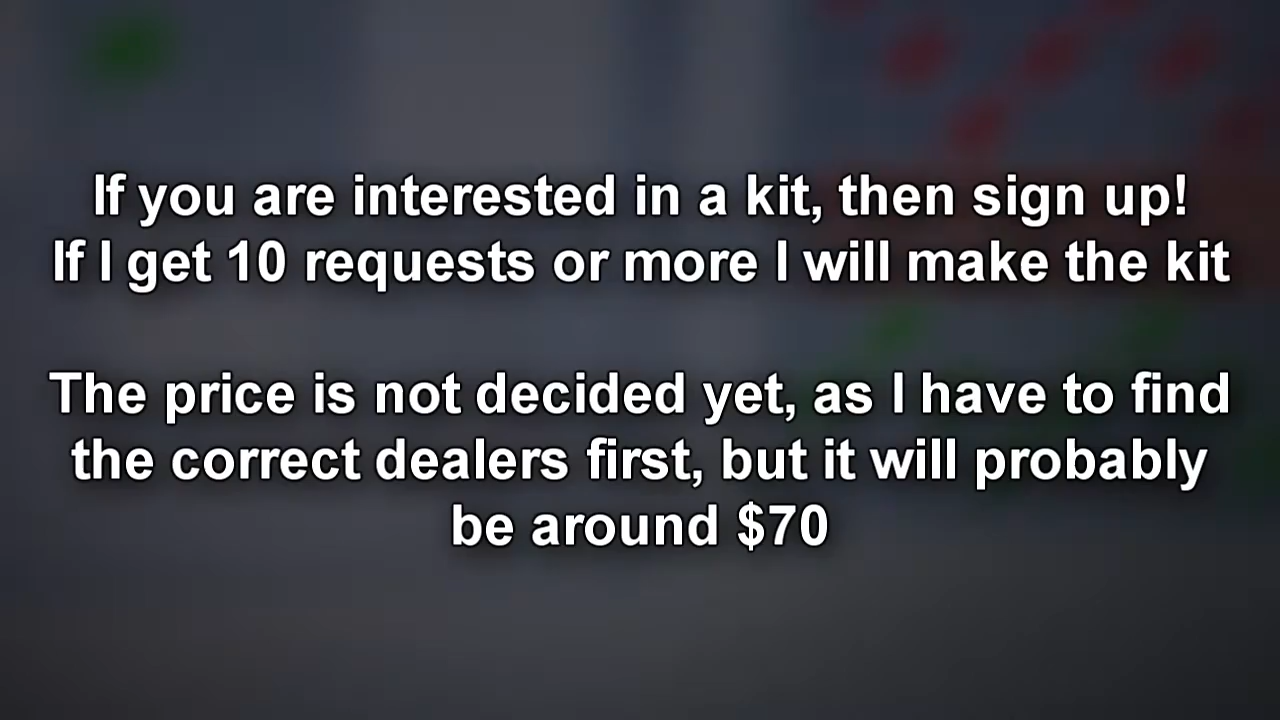 If you are interested in a kit, then sign up!
If I get 10 requests or more I will make the kit
The price is not decided yet, as I have to find
the correct dealers first, but it will probably
be around $70